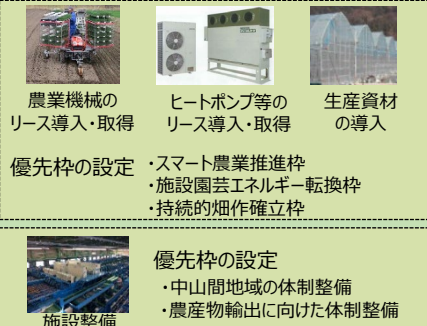 農業機械の
リース導入・取得
ヒートポンプ等の
リース導入・取得
生産資材
の導入
優先枠の設定
・スマート農業推進枠
・施設園芸エネルギー転換枠
・持続的畑作確立枠
施設整備
優先枠の設定
・中山間地域の体制整備
・農産物輸出に向けた体制整備